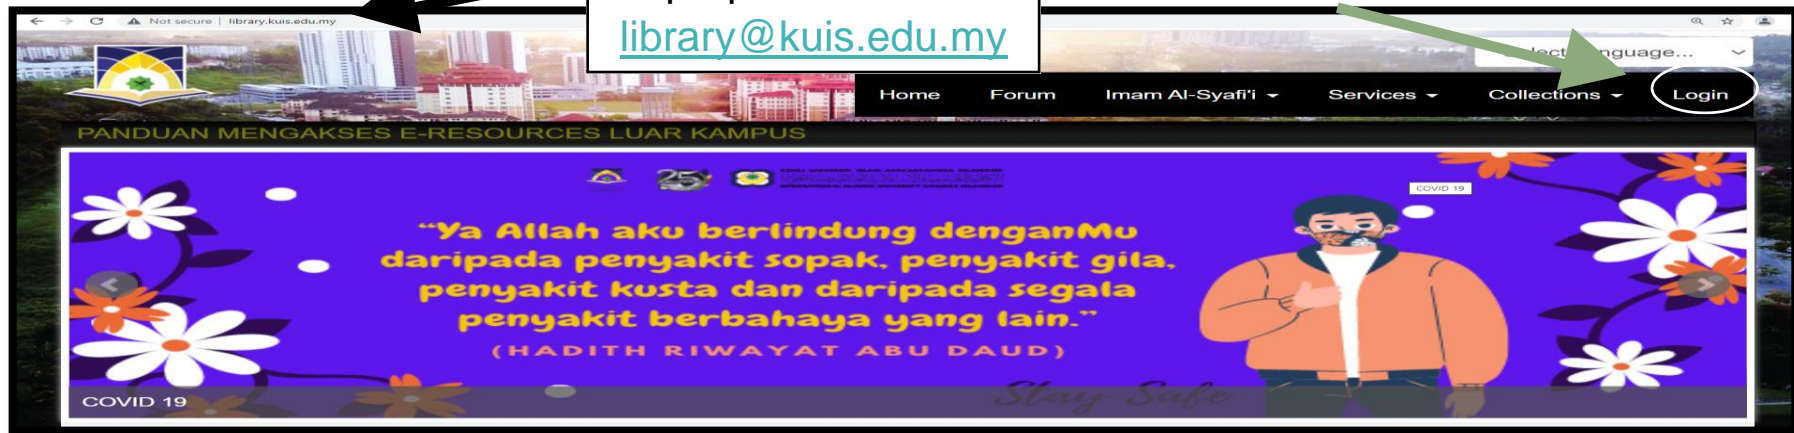 Not secure | library.kuis.edu.my
library@kuis.edu.my
Home Forum Imam Al-Syafi'i Services Collections Login
PANDUAN MENGAKSES E-RESOURCES LUAR KAMPUS
25
COVID 19
“Ya Allah aku berlindung denganMu
daripada penyakit sopak, penyakit gila,
penyakit kusta dan daripada segala
penyakit berbahaya yang lain.”
(HADITH RIWAYAT ABU DAUD)
Stay Safe
COVID 19